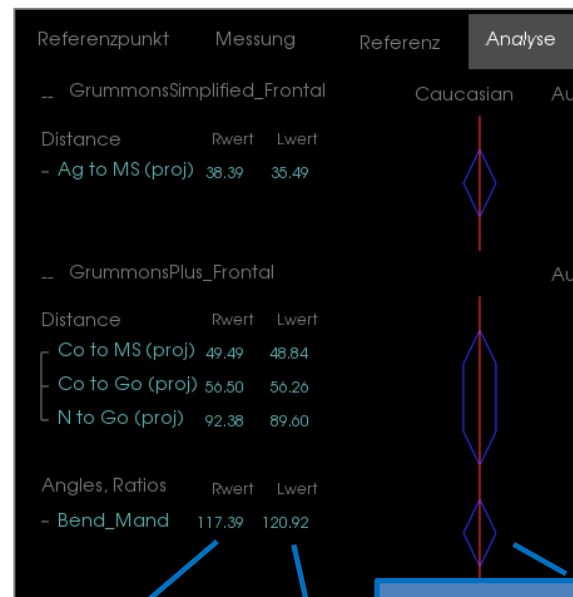 Referenzpunkt Messung Referenz Analyse
-- GrummonsSimplified_Frontal Caucasian Au
Distance Rwert Lwert
- Ag to MS (proj) 38.39 35.49
-- GrummonsPlus_Frontal Au
Distance Rwert Lwert
Co to MS (proj) 49.49 48.84
Co to Go (proj) 56.50 56.26
N to Go (proj) 92.38 89.60
Angles, Ratios Rwert Lwert
- Bend_Mand 117.39 120.92